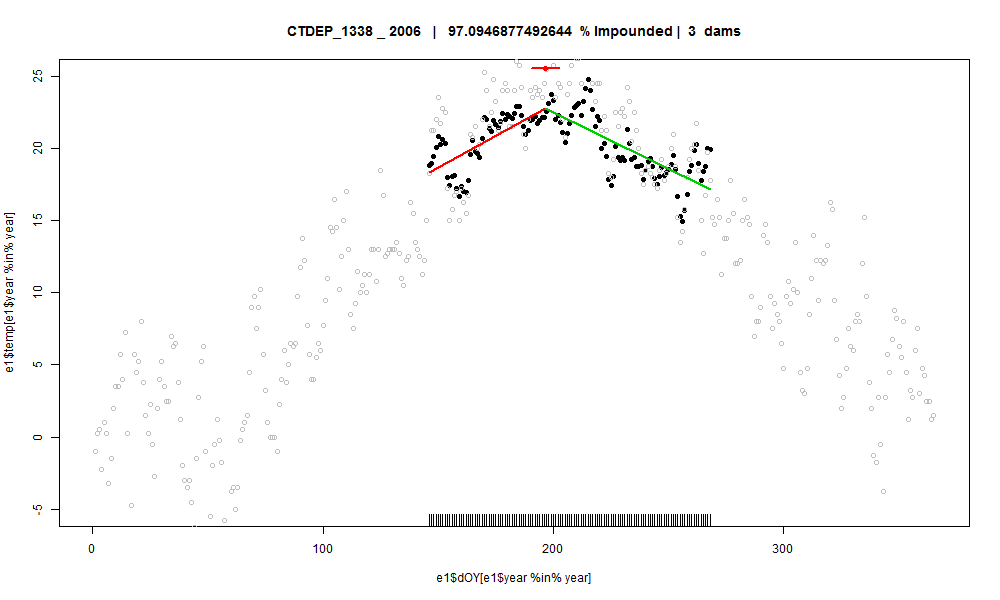 CTDEP_1338 _ 2006 | 97.0946877492644 % Impounded | 3 dams
e1$temp[e1$year %in% year]
25
20
15
10
5
0
-5
0 100 200 300
e1$dOY[e1$year %in% year]